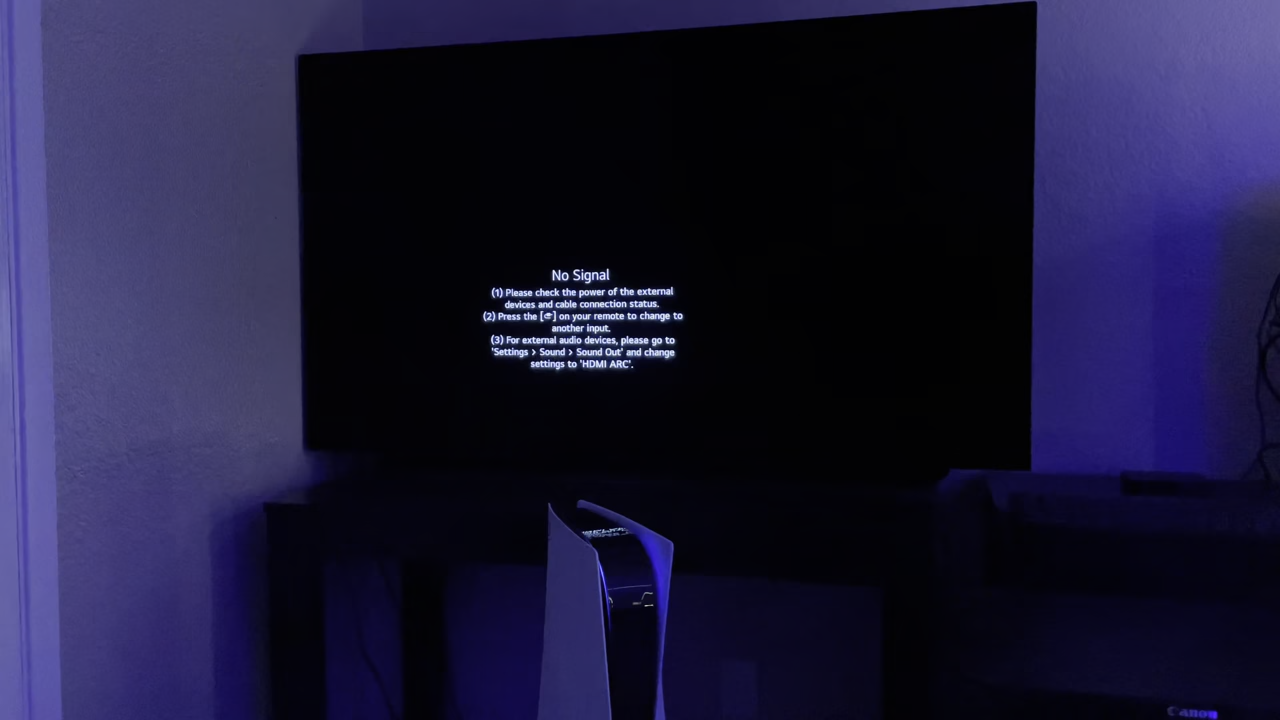 No Signal
(1) Please check the power of the external
devices and cable connection status.
(2) Press the [ ] on your remote to change to
another input.
(3) For external audio devices, please go to
'Settings > Sound > Sound Out' and change
settings to 'HDMI ARC'.
Canon